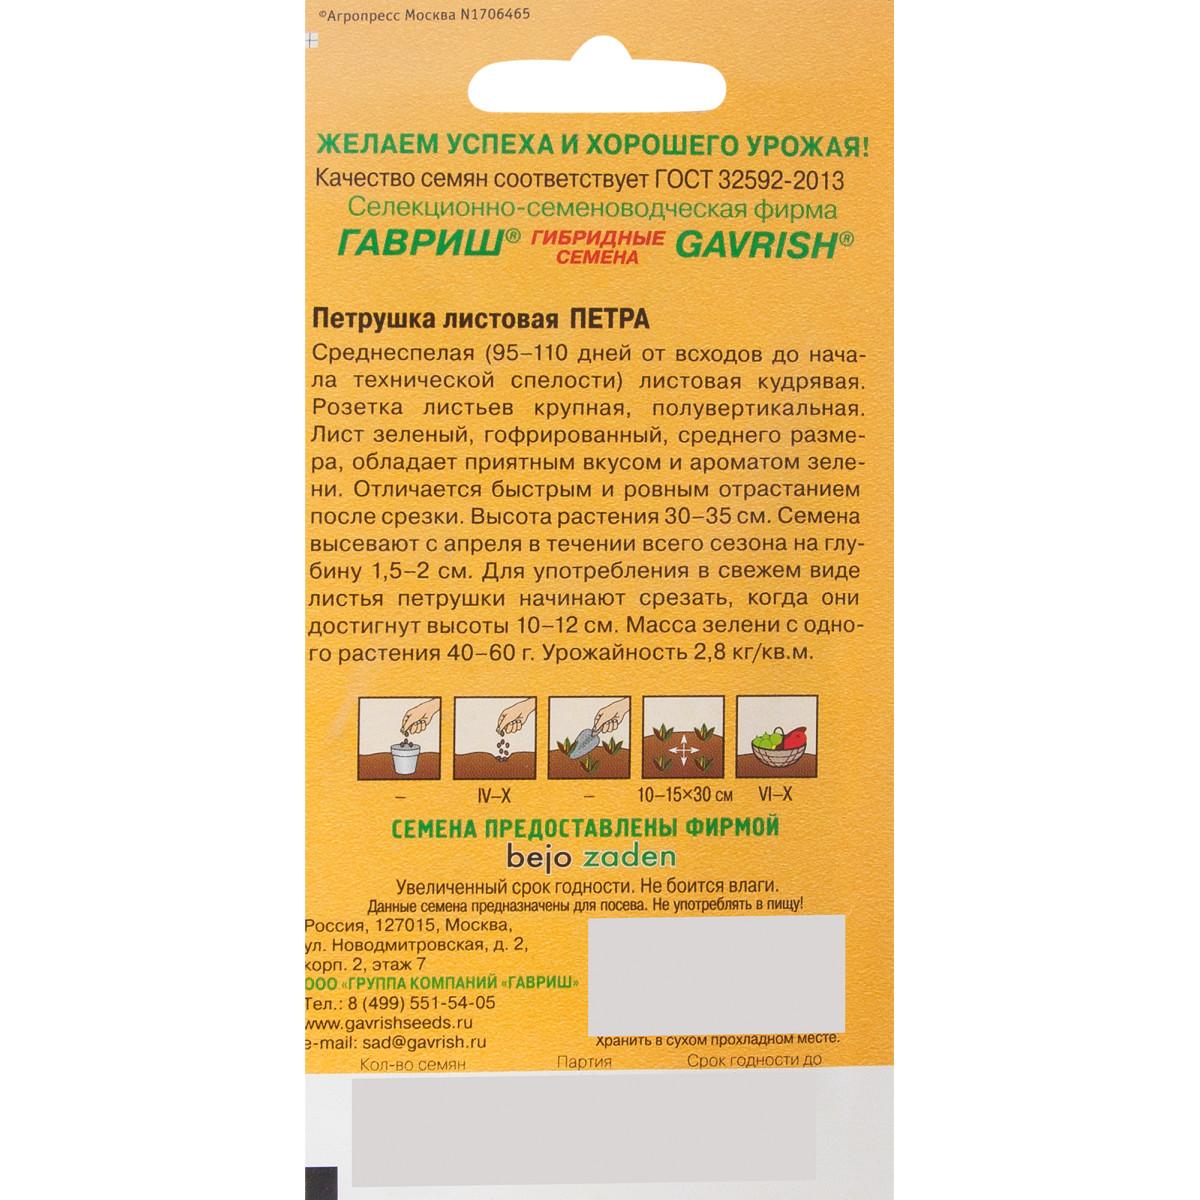 ©Агропресс Москва N1706465
ЖЕЛАЕМ УСПЕХА И ХОРОШЕГО УРОЖАЯ!
Качество семян соответствует ГОСТ 32592-2013
Селекционно-семеноводческая фирма
ГАВРИШ® ГИБРИДНЫЕ СЕМЕНА GAVRISH®
Петрушка листовая ПЕТРА
Среднеспелая (95–110 дней от всходов до нача-
ла технической спелости) листовая кудрявая.
Розетка листьев крупная, полувертикальная.
Лист зеленый, гофрированный, среднего разме-
ра, обладает приятным вкусом и ароматом зеле-
ни. Отличается быстрым и ровным отрастанием
после срезки. Высота растения 30–35 см. Семена
высевают с апреля в течении всего сезона на глу-
бину 1,5–2 см. Для употребления в свежем виде
листья петрушки начинают срезать, когда они
достигнут высоты 10–12 см. Масса зелени с одно-
го растения 40–60 г. Урожайность 2,8 кг/кв.м.
– IV–X – 10–15×30 см VI–X
СЕМЕНА ПРЕДОСТАВЛЕНЫ ФИРМОЙ
bejo zaden
Увеличенный срок годности. Не боится влаги.
Данные семена предназначены для посева. Не употреблять в пищу!
Россия, 127015, Москва,
ул. Новодмитровская, д. 2,
корп. 2, этаж 7
ООО «ГРУППА КОМПАНИЙ «ГАВРИШ»
Тел.: 8 (499) 551-54-05
www.gavrishseeds.ru
e-mail: sad@gavrish.ru
Хранить в сухом прохладном месте.
Кол-во семян Партия Срок годности до